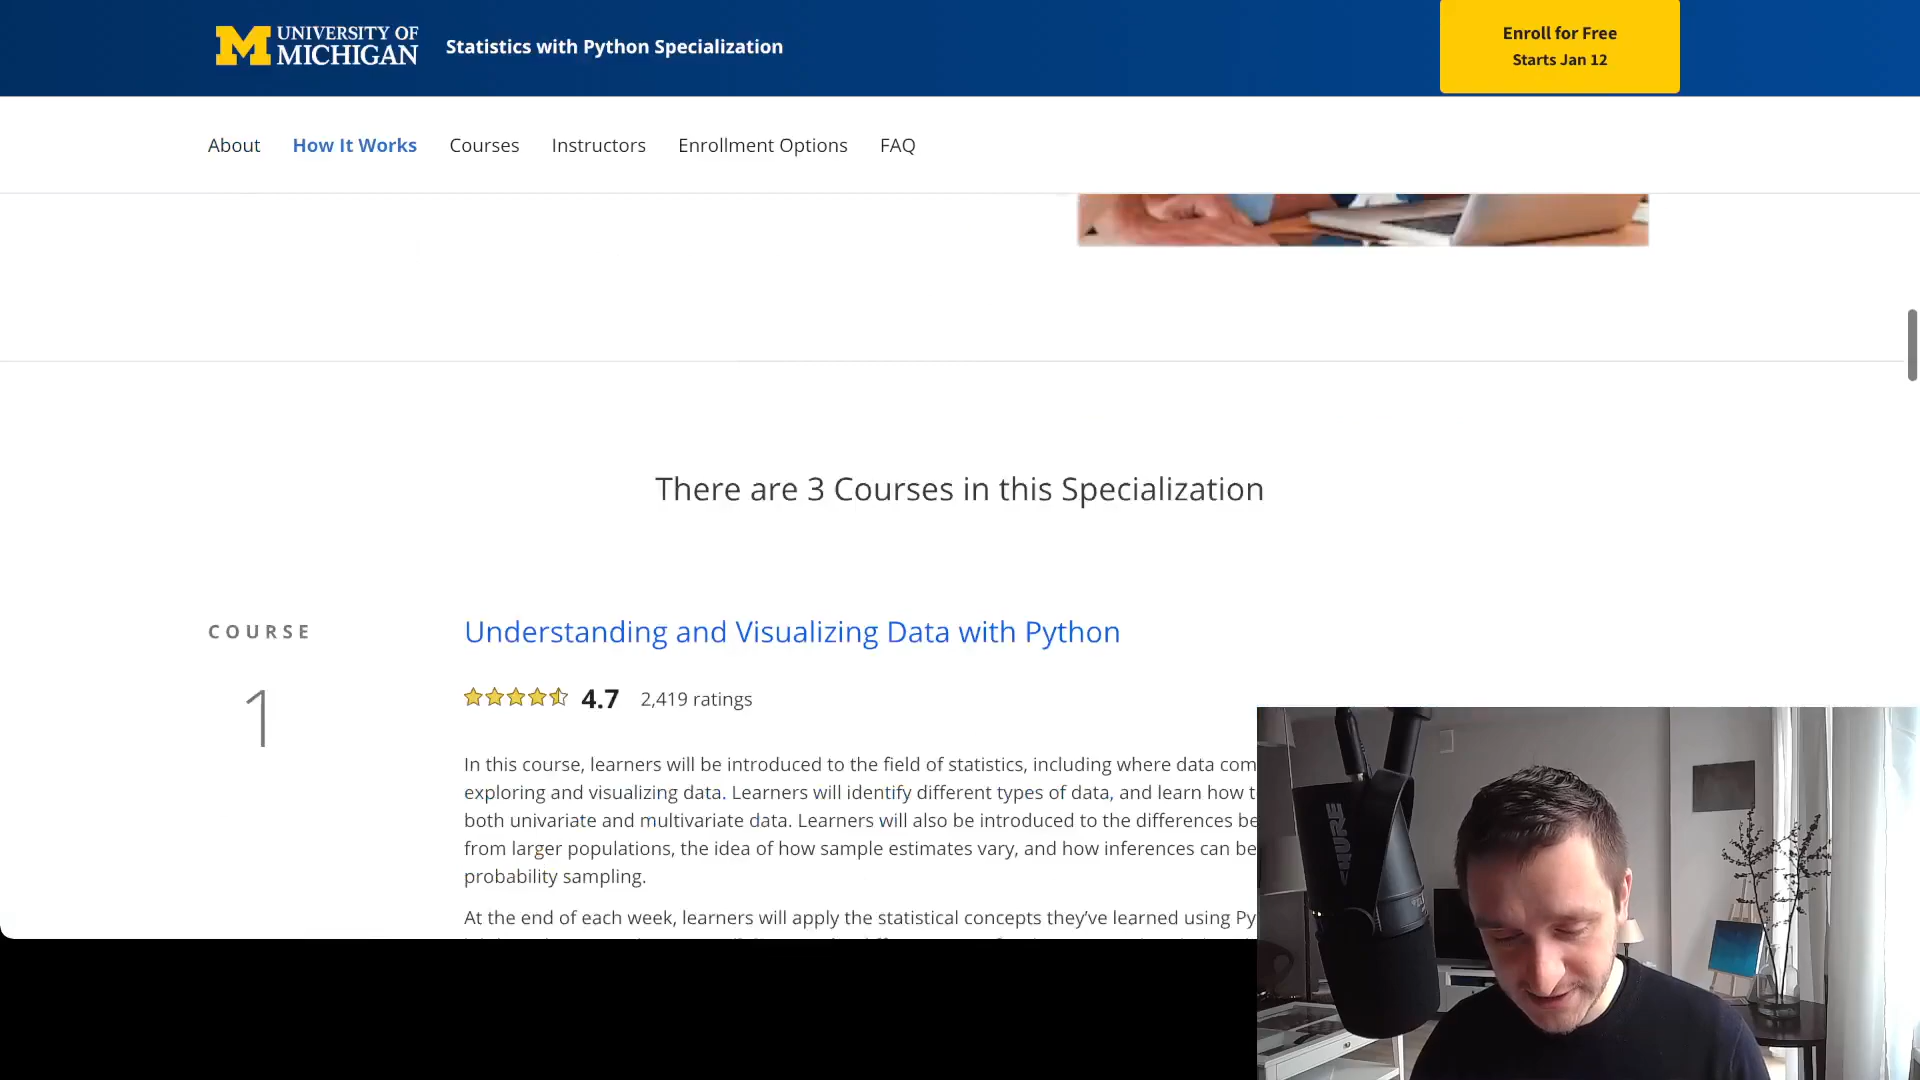 UNIVERSITY OF
MICHIGAN
Statistics with Python Specialization
Enroll for Free
Starts Jan 12
About How It Works Courses Instructors Enrollment Options FAQ
There are 3 Courses in this Specialization
COURSE
1
Understanding and Visualizing Data with Python
4.7 2,419 ratings
In this course, learners will be introduced to the field of statistics, including where data com
exploring and visualizing data. Learners will identify different types of data, and learn how t
both univariate and multivariate data. Learners will also be introduced to the differences be
from larger populations, the idea of how sample estimates vary, and how inferences can be
probability sampling.
At the end of each week, learners will apply the statistical concepts they've learned using Py
SHURE